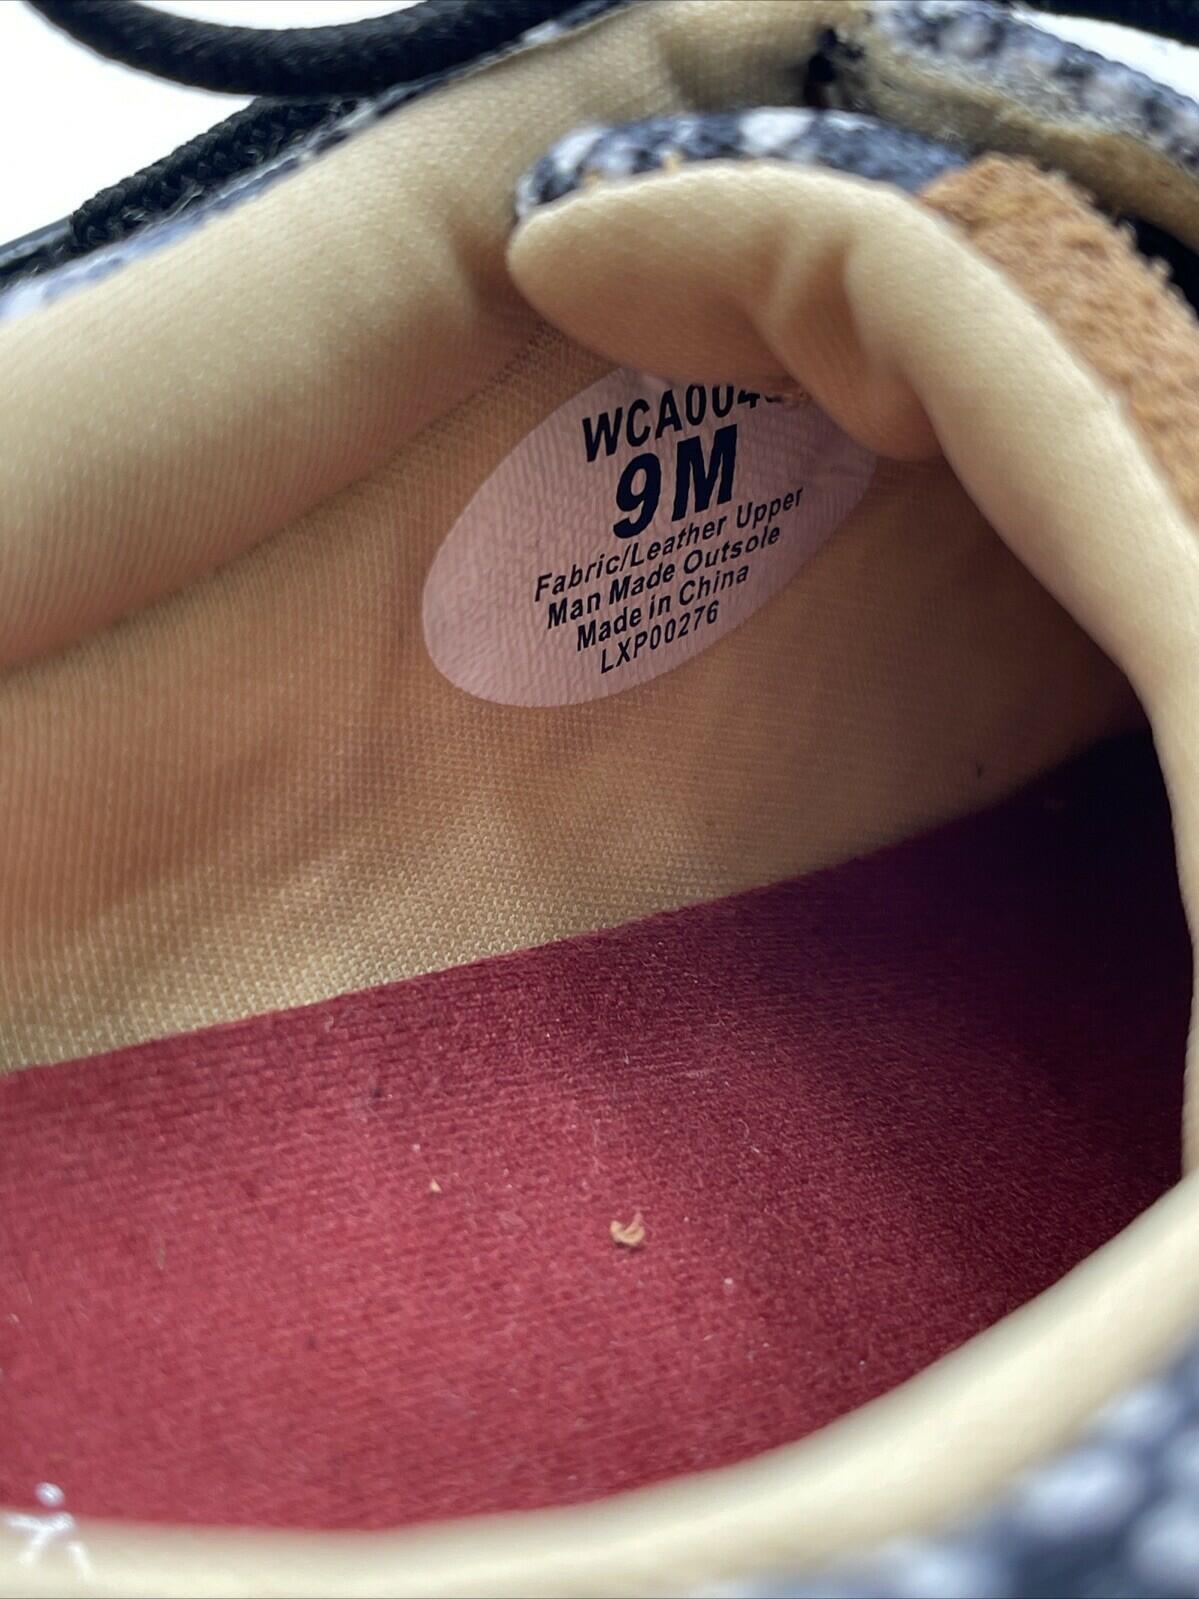 9M
Fabric/Leather Upper
Man Made Outsole
Made in China
LXP00276